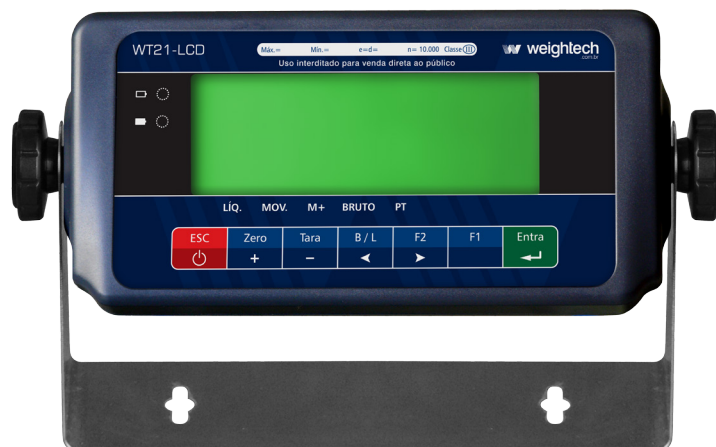 WT21-LCD
Máx.= Mín.= e=d= n= 10.000 Classe III
weightech
.com.br
Uso interditado para venda direta ao público
LÍQ. MOV. M+ BRUTO PT
ESC Zero Tara B / L F2 F1 Entra
+ −